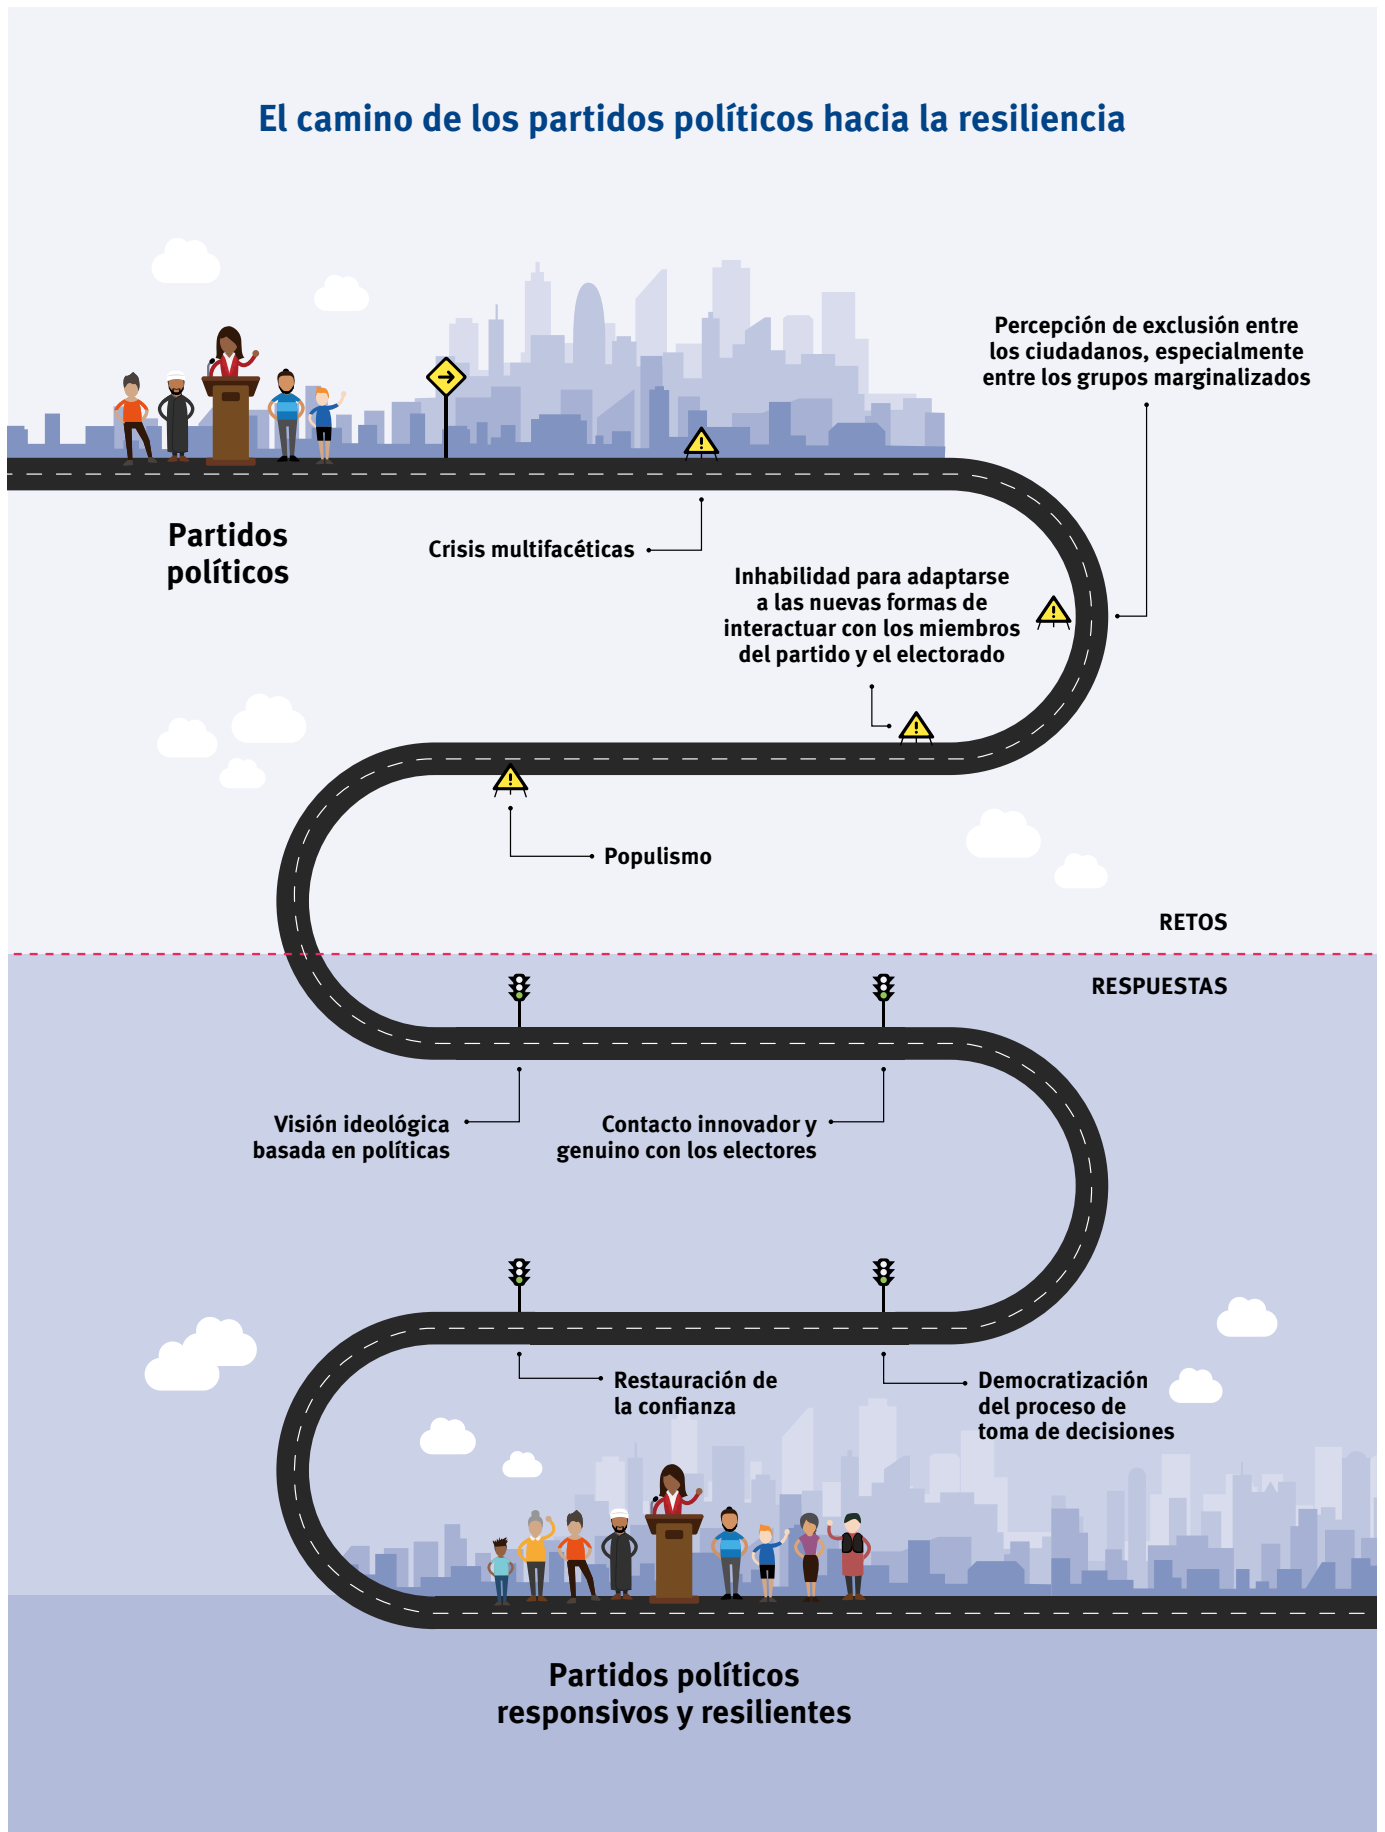 El camino de los partidos políticos hacia la resiliencia
Percepción de exclusión entre
los ciudadanos, especialmente
entre los grupos marginalizados
Partidos
políticos
Crisis multifacéticas
Inhabilidad para adaptarse
a las nuevas formas de
interactuar con los miembros
del partido y el electorado
Populismo
RETOS
RESPUESTAS
Visión ideológica
basada en políticas
Contacto innovador y
genuino con los electores
Restauración de
la confianza
Democratización
del proceso de
toma de decisiones
Partidos políticos
responsivos y resilientes